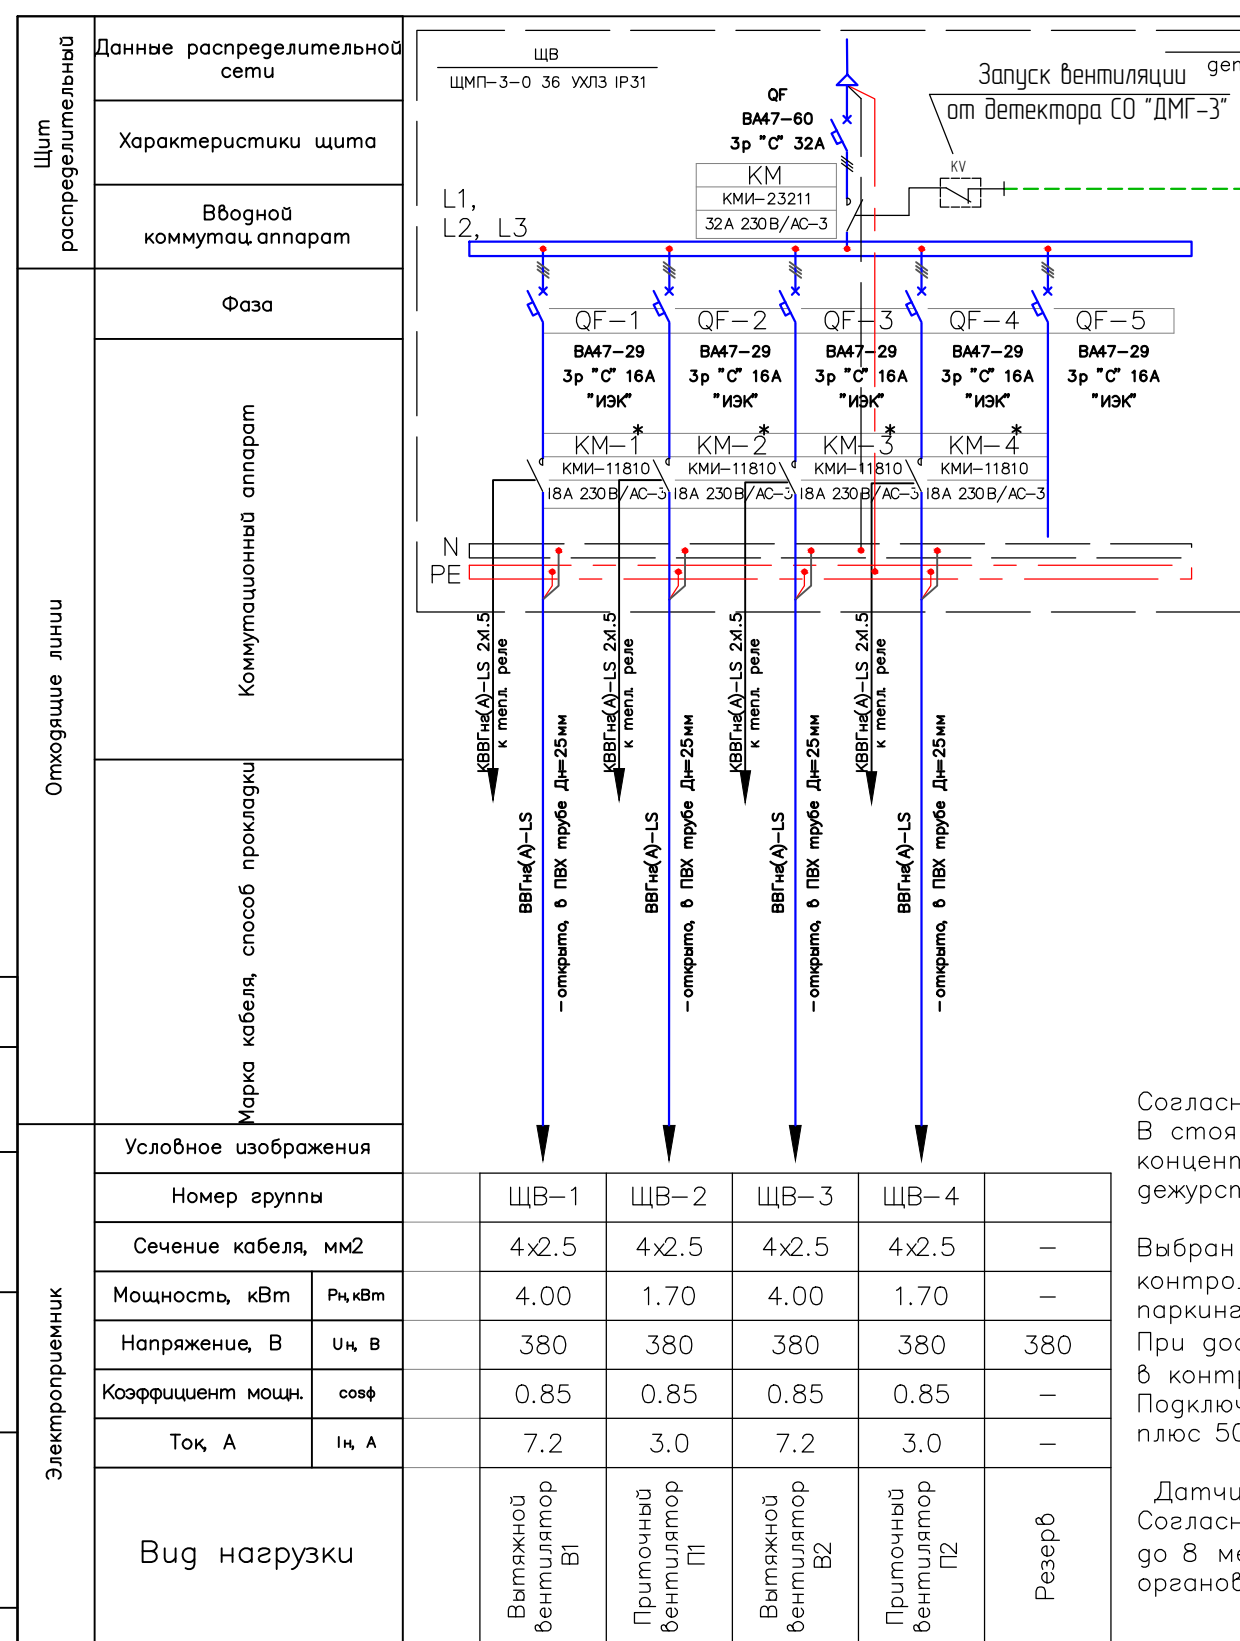 Щит
распределительный
Данные распределительной
сети
Характеристики щита
Вводной
коммутац. аппарат
ЩВ
ЩМП-3-0 36 УХЛ3 IP31
QF
ВА47-60
3р "С" 32А
КМ
КМИ-23211
32А 230В/АС-3
Запуск вентиляции
от детектора СО "ДМГ-3"
KV
L1,
L2, L3
Отходящие линии
Фаза
Коммутационный аппарат
Марка кабеля, способ прокладки
QF-1
QF-2
QF-3
QF-4
QF-5
ВА47-29
ВА47-29
ВА47-29
ВА47-29
ВА47-29
3р "С" 16А
3р "С" 16А
3р "С" 16А
3р "С" 16А
3р "С" 16А
"ИЭК"
"ИЭК"
"ИЭК"
"ИЭК"
"ИЭК"
КМ-1*
КМ-2*
КМ-3*
КМ-4*
КМИ-11810
КМИ-11810
КМИ-11810
КМИ-11810
18А 230В/АС-3
18А 230В/АС-3
18А 230В/АС-3
18А 230В/АС-3
N
PE
КВВГнг(А)-LS 2х1.5
к тепл. реле
КВВГнг(А)-LS 2х1.5
к тепл. реле
КВВГнг(А)-LS 2х1.5
к тепл. реле
КВВГнг(А)-LS 2х1.5
к тепл. реле
ВВГнг(А)-LS
-открыто, в ПВХ трубе Дн=25мм
ВВГнг(А)-LS
-открыто, в ПВХ трубе Дн=25мм
ВВГнг(А)-LS
-открыто, в ПВХ трубе Дн=25мм
ВВГнг(А)-LS
-открыто, в ПВХ трубе Дн=25мм
Электроприемник
Условное изображения
Номер группы
ЩВ-1
ЩВ-2
ЩВ-3
ЩВ-4
Сечение кабеля, мм2
4х2.5
4х2.5
4х2.5
4х2.5
-
Мощность, кВт
Рн, кВт
4.00
1.70
4.00
1.70
-
Напряжение, В
Uн, В
380
380
380
380
380
Коэффициент мощн.
cosϕ
0.85
0.85
0.85
0.85
-
Ток, А
Iн, А
7.2
3.0
7.2
3.0
-
Вид нагрузки
Вытяжной
вентилятор
В1
Приточный
вентилятор
П1
Вытяжной
вентилятор
В2
Приточный
вентилятор
П2
Резерв
В
Выбран
При
в
плюс
до 8